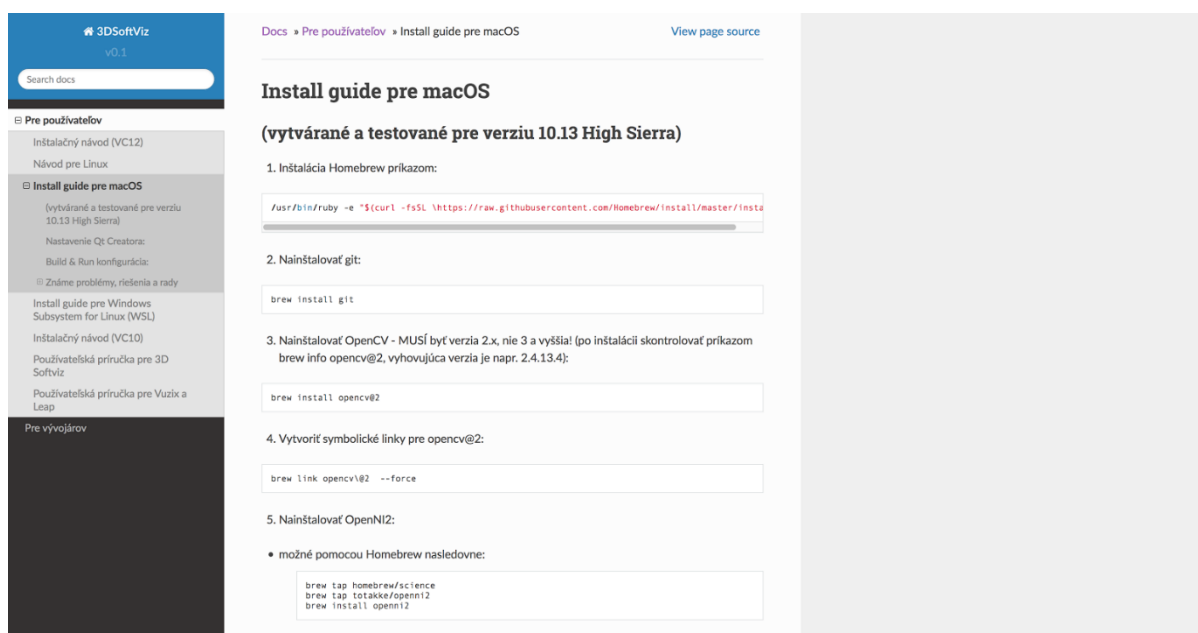 3DSoftViz
v0.1
Search docs
Pre používateľov
Inštalačný návod (VC12)
Návod pre Linux
Install guide pre macOS
(vytvárané a testované pre verziu
10.13 High Sierra)
Nastavenie Qt Creatora:
Build & Run konfigurácia:
Známe problémy, riešenia a rady
Install guide pre Windows
Subsystem for Linux (WSL)
Inštalačný návod (VC10)
Používateľská príručka pre 3D
Softviz
Používateľská príručka pre Vuzix a
Leap
Pre vývojárov
Docs » Pre používateľov » Install guide pre macOS
View page source
Install guide pre macOS
(vytvárané a testované pre verziu 10.13 High Sierra)
1. Inštalácia Homebrew príkazom:
/usr/bin/ruby -e "$(curl -fsSL \https://raw.githubusercontent.com/Homebrew/install/master/insta
2. Nainštalovať git:
brew install git
3. Nainštalovať OpenCV - MUSÍ byť verzia 2.x, nie 3 a vyššia! (po inštalácii skontrolovať príkazom
brew info opencv@2, vyhovujúca verzia je napr. 2.4.13.4):
brew install opencv@2
4. Vytvoriť symbolické linky pre opencv@2:
brew link opencv\@2 --force
5. Nainštalovať OpenNI2:
• možné pomocou Homebrew nasledovne:
brew tap homebrew/science
brew tap totakke/openni2
brew install openni2